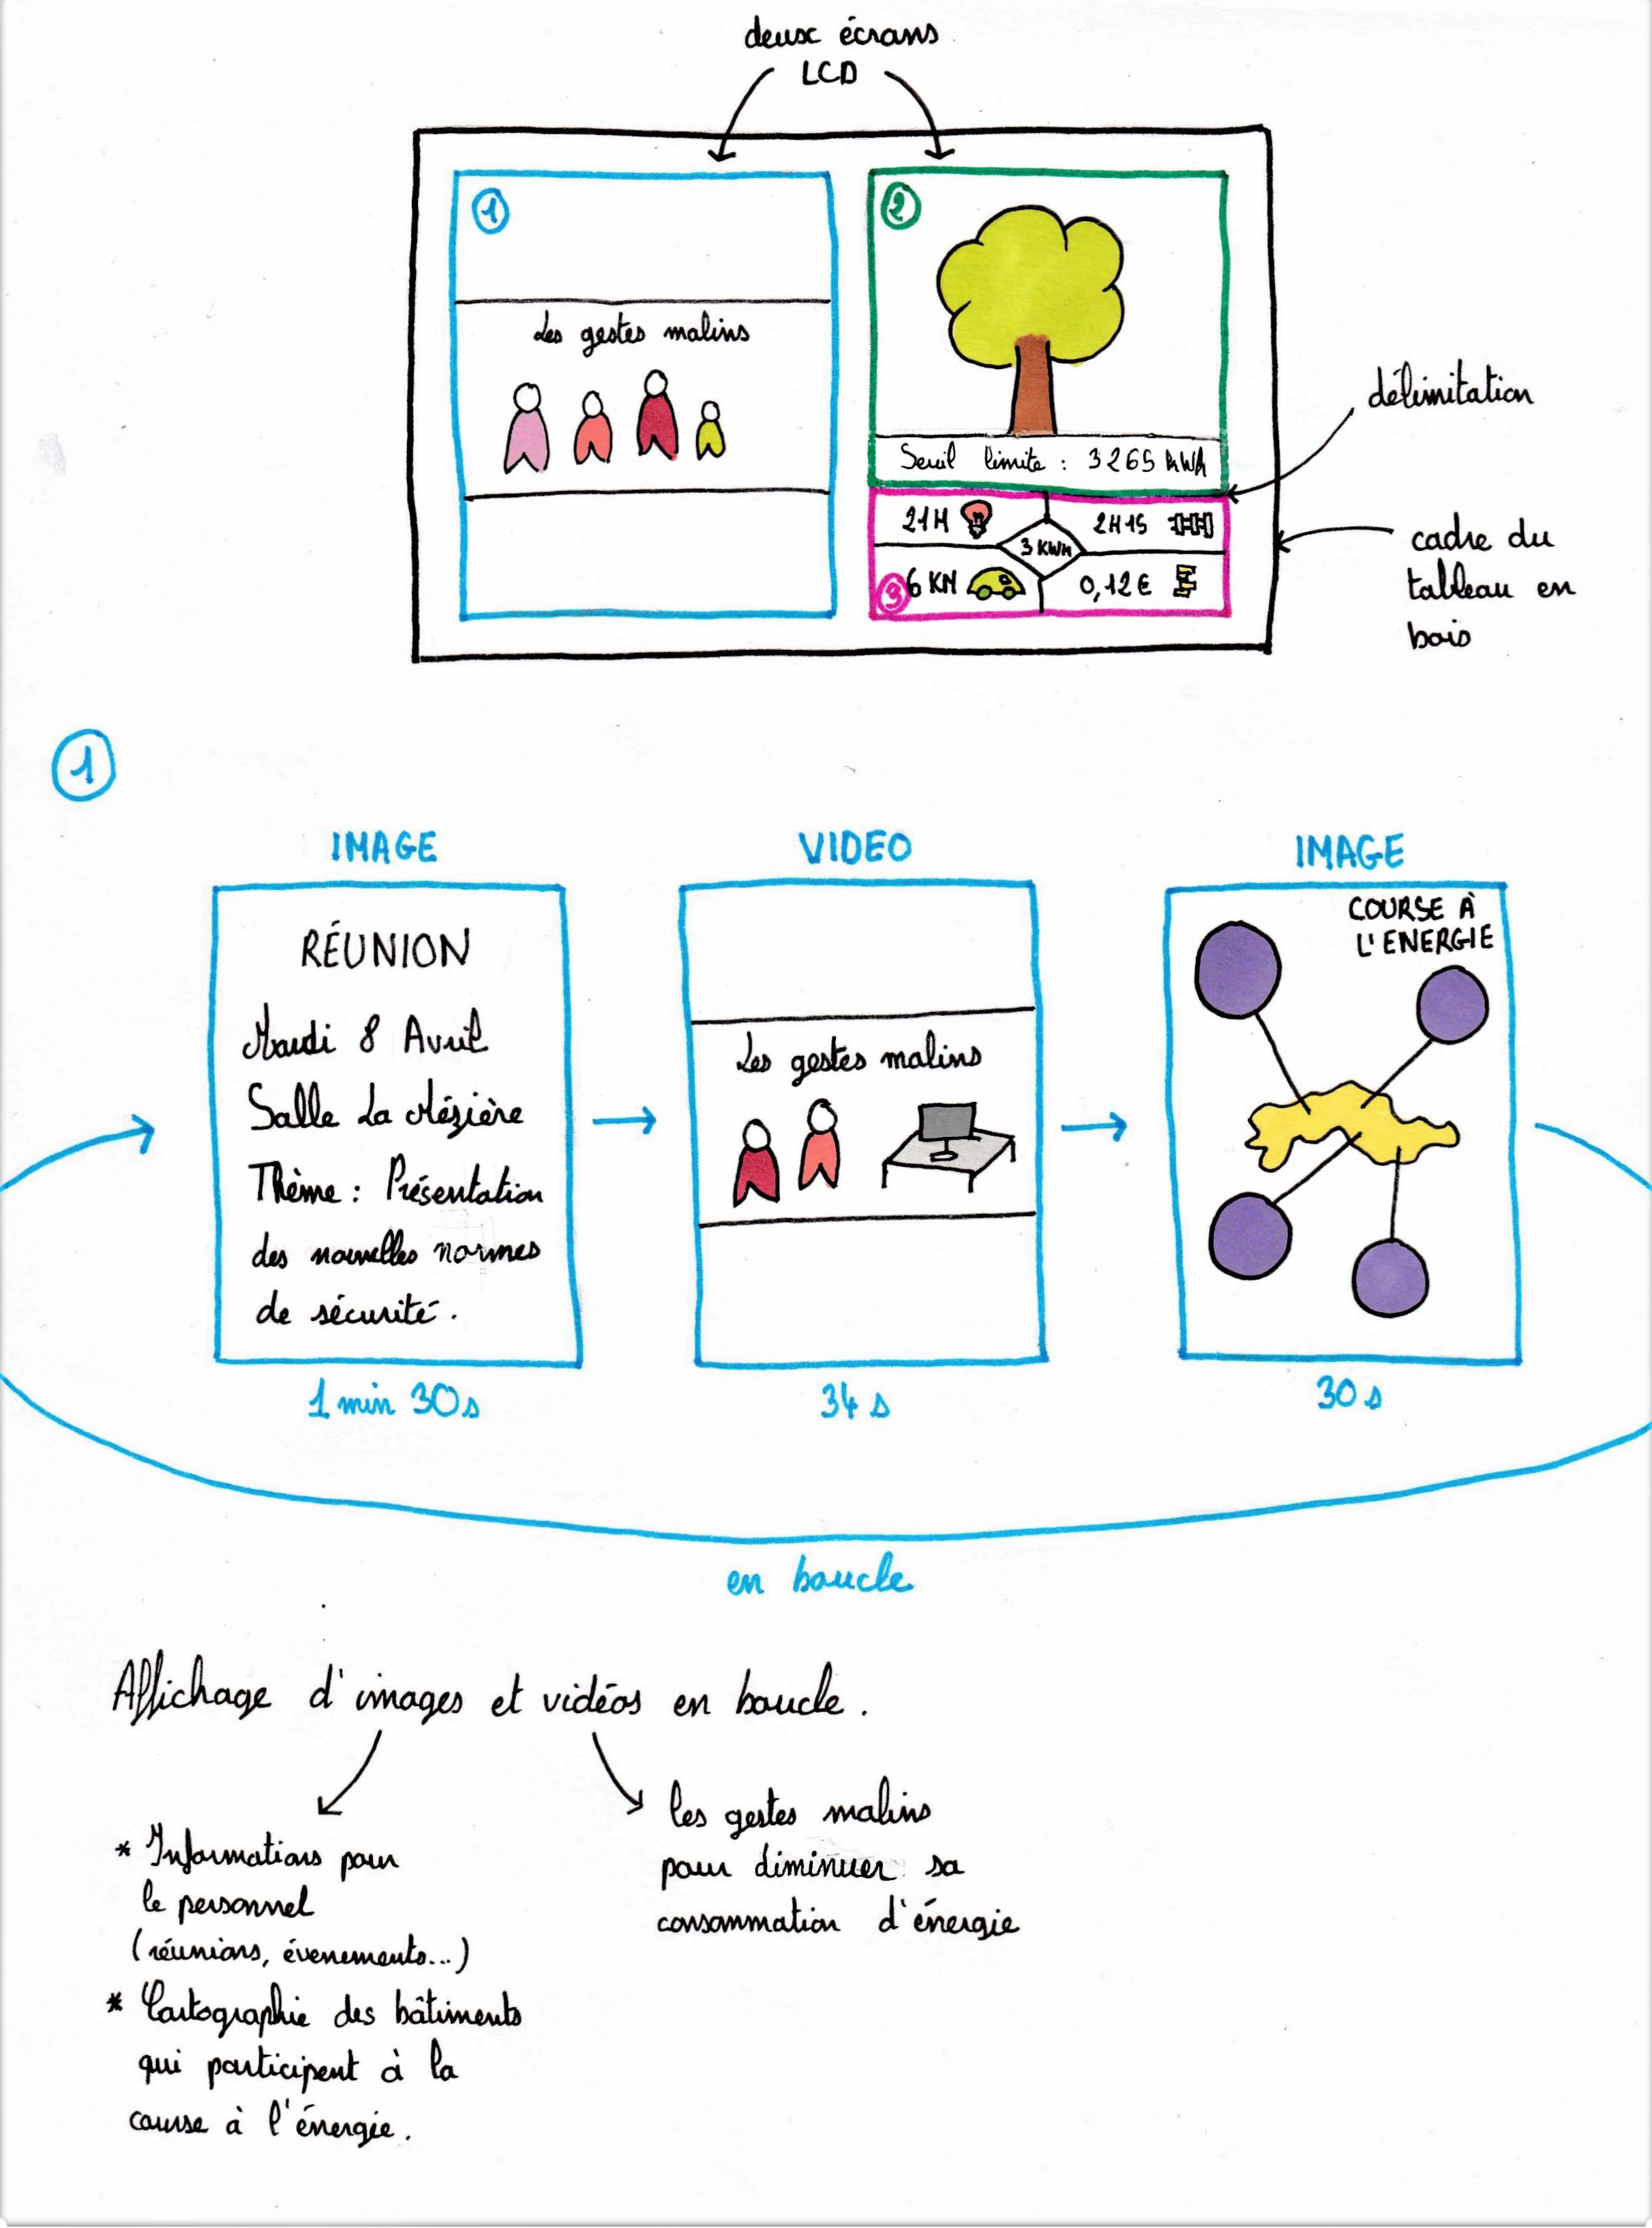 deux écrans
LCD
1
Les gestes malins
2
Seuil limite : 3265 kWh
21H
2H15
3 KWH
3
6 KM
0,12€
délimitation
cadre du
tableau en
bois
1
IMAGE
RÉUNION
Mardi 8 Avril
Salle La Mézière
Thème : Présentation
des nouvelles normes
de sécurité.
1 min 30s
VIDEO
Les gestes malins
34 s
IMAGE
COURSE À
L'ENERGIE
30 s
en boucle
Affichage d'images et vidéos en boucle.
* Informations pour
le personnel
(réunions, évenements...)
* Cartographie des bâtiments
qui participent à la
course à l'énergie.
les gestes malins
pour diminuer sa
consommation d'énergie